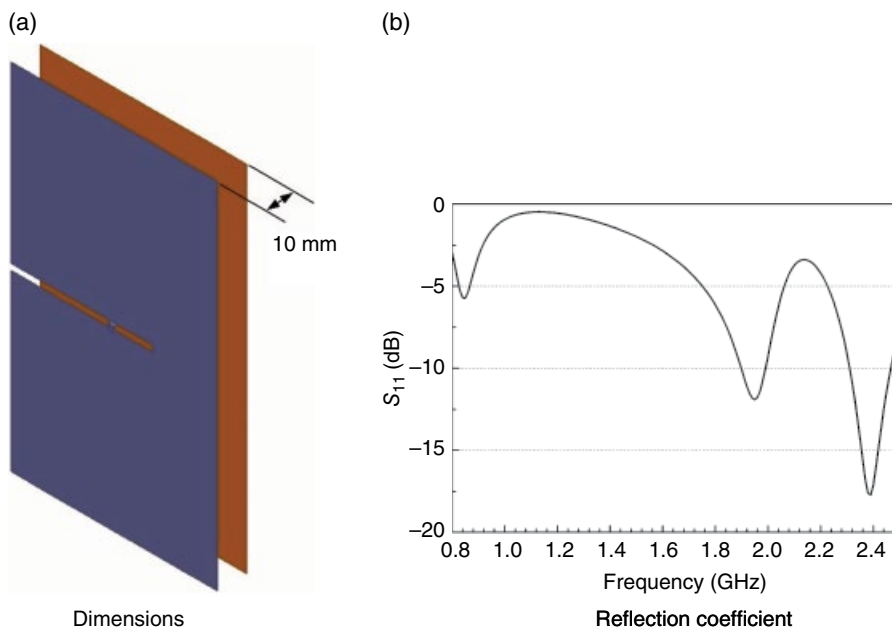 (a)
(b)
10 mm
Dimensions
S₁₁ (dB)
0
–5
–10
–15
–20
0.8 1.0 1.2 1.4 1.6 1.8 2.0 2.2 2.4
Frequency (GHz)
Reflection coefficient